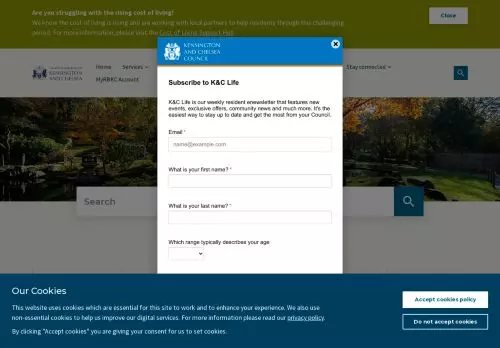 Are you struggling with the rising cost of living?
We know the cost of living is rising and are working with local partners to help residents through this challenging
period. For more information, please visit the Cost of Living Support Hub
Close
THE ROYAL BOROUGH OF
KENSINGTON
AND CHELSEA
Home
Services
Stay connected
MyRBKC Account
KENSINGTON
AND CHELSEA
COUNCIL
Subscribe to K&C Life
K&C Life is our weekly resident enewsletter that features new
events, exclusive offers, community news and much more. It's the
easiest way to stay up to date and get the most from your Council.
Email *
name@example.com
What is your first name? *
What is your last name? *
Which range typically describes your age
Search
Our Cookies
This website uses cookies which are essential for this site to work and to enhance your experience. We also use
non-essential cookies to help us improve our digital services. For more information please read our privacy policy.
By clicking "Accept cookies" you are giving your consent for us to set cookies.
Accept cookies policy
Do not accept cookies